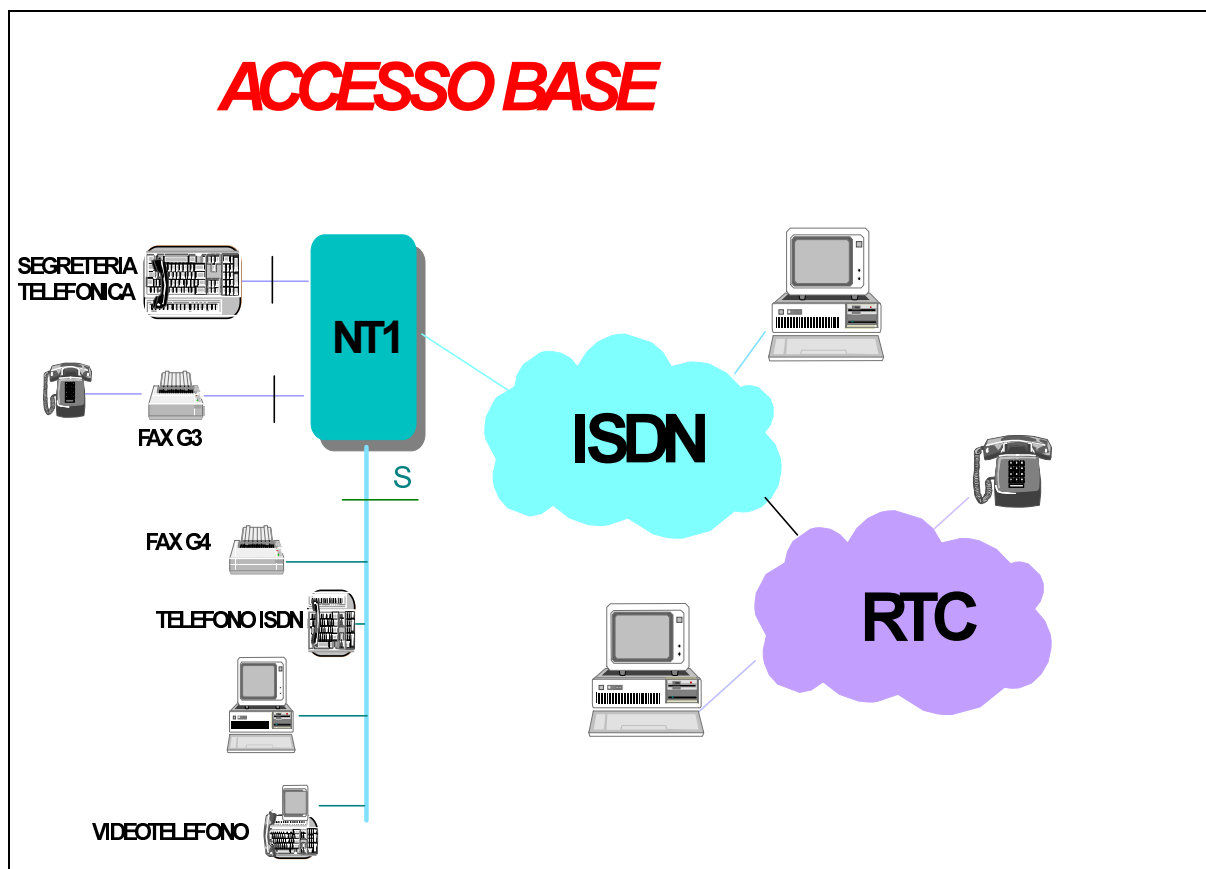 ACCESSO BASE
SEGRETERIA
TELEFONICA
NT1
FAX G3
ISDN
S
FAX G4
TELEFONO ISDN
RTC
VIDEOTELEFONO